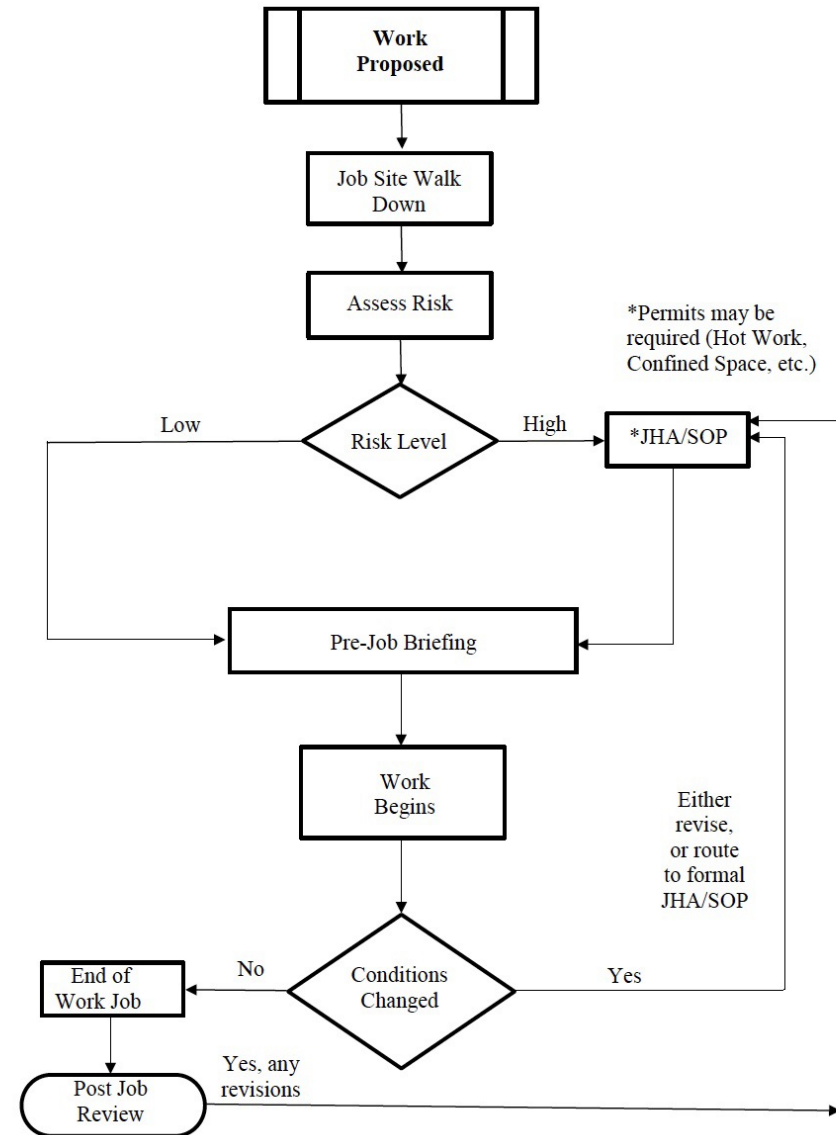 Work
Proposed
Job Site Walk
Down
Assess Risk
*Permits may be
required (Hot Work,
Confined Space, etc.)
Low
Risk Level
High
*JHA/SOP
Pre-Job Briefing
Work
Begins
Either
revise,
or route
to formal
JHA/SOP
End of
Work Job
No
Conditions
Changed
Yes
Post Job
Review
Yes, any
revisions